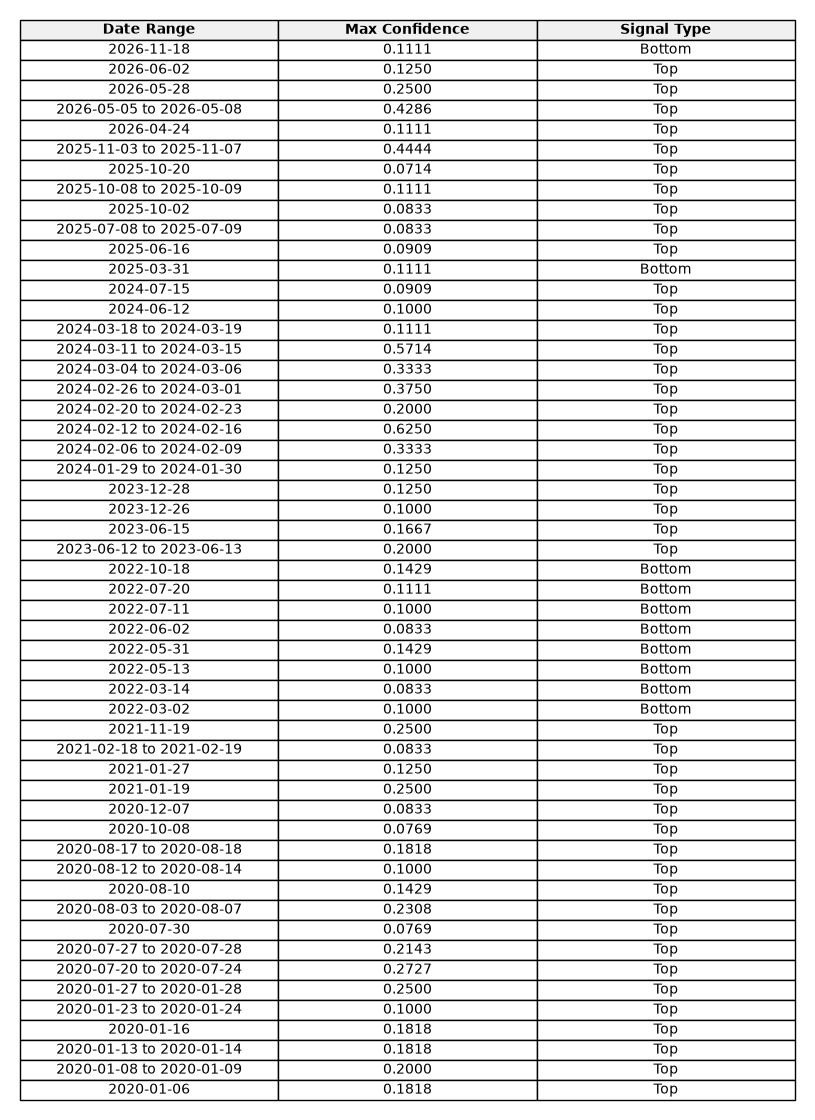 Date Range Max Confidence Signal Type
2026-11-18 0.1111 Bottom
2026-06-02 0.1250 Top
2026-05-28 0.2500 Top
2026-05-05 to 2026-05-08 0.4286 Top
2026-04-24 0.1111 Top
2025-11-03 to 2025-11-07 0.4444 Top
2025-10-20 0.0714 Top
2025-10-08 to 2025-10-09 0.1111 Top
2025-10-02 0.0833 Top
2025-07-08 to 2025-07-09 0.0833 Top
2025-06-16 0.0909 Top
2025-03-31 0.1111 Bottom
2024-07-15 0.0909 Top
2024-06-12 0.1000 Top
2024-03-18 to 2024-03-19 0.1111 Top
2024-03-11 to 2024-03-15 0.5714 Top
2024-03-04 to 2024-03-06 0.3333 Top
2024-02-26 to 2024-03-01 0.3750 Top
2024-02-20 to 2024-02-23 0.2000 Top
2024-02-12 to 2024-02-16 0.6250 Top
2024-02-06 to 2024-02-09 0.3333 Top
2024-01-29 to 2024-01-30 0.1250 Top
2023-12-28 0.1250 Top
2023-12-26 0.1000 Top
2023-06-15 0.1667 Top
2023-06-12 to 2023-06-13 0.2000 Top
2022-10-18 0.1429 Bottom
2022-07-20 0.1111 Bottom
2022-07-11 0.1000 Bottom
2022-06-02 0.0833 Bottom
2022-05-31 0.1429 Bottom
2022-05-13 0.1000 Bottom
2022-03-14 0.0833 Bottom
2022-03-02 0.1000 Bottom
2021-11-19 0.2500 Top
2021-02-18 to 2021-02-19 0.0833 Top
2021-01-27 0.1250 Top
2021-01-19 0.2500 Top
2020-12-07 0.0833 Top
2020-10-08 0.0769 Top
2020-08-17 to 2020-08-18 0.1818 Top
2020-08-12 to 2020-08-14 0.1000 Top
2020-08-10 0.1429 Top
2020-08-03 to 2020-08-07 0.2308 Top
2020-07-30 0.0769 Top
2020-07-27 to 2020-07-28 0.2143 Top
2020-07-20 to 2020-07-24 0.2727 Top
2020-01-27 to 2020-01-28 0.2500 Top
2020-01-23 to 2020-01-24 0.1000 Top
2020-01-16 0.1818 Top
2020-01-13 to 2020-01-14 0.1818 Top
2020-01-08 to 2020-01-09 0.2000 Top
2020-01-06 0.1818 Top